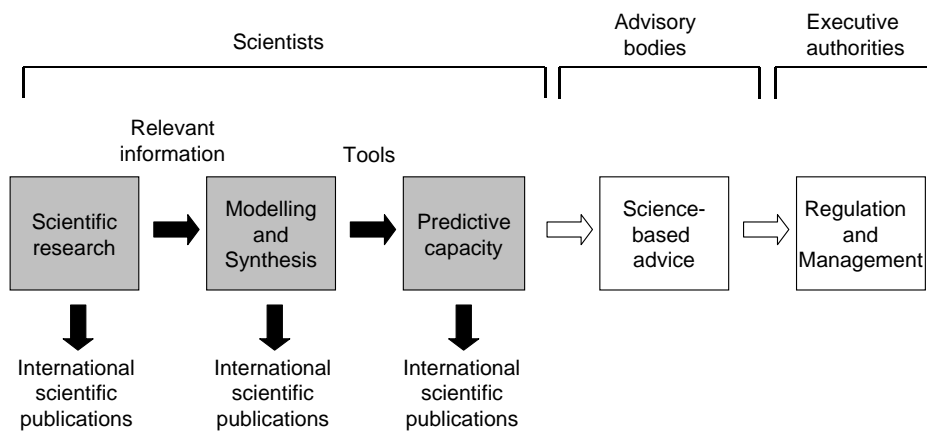 Scientists
Advisory
bodies
Executive
authorities
Relevant
information
Tools
Scientific
research
Modelling
and
Synthesis
Predictive
capacity
Science-
based
advice
Regulation
and
Management
International
scientific
publications
International
scientific
publications
International
scientific
publications